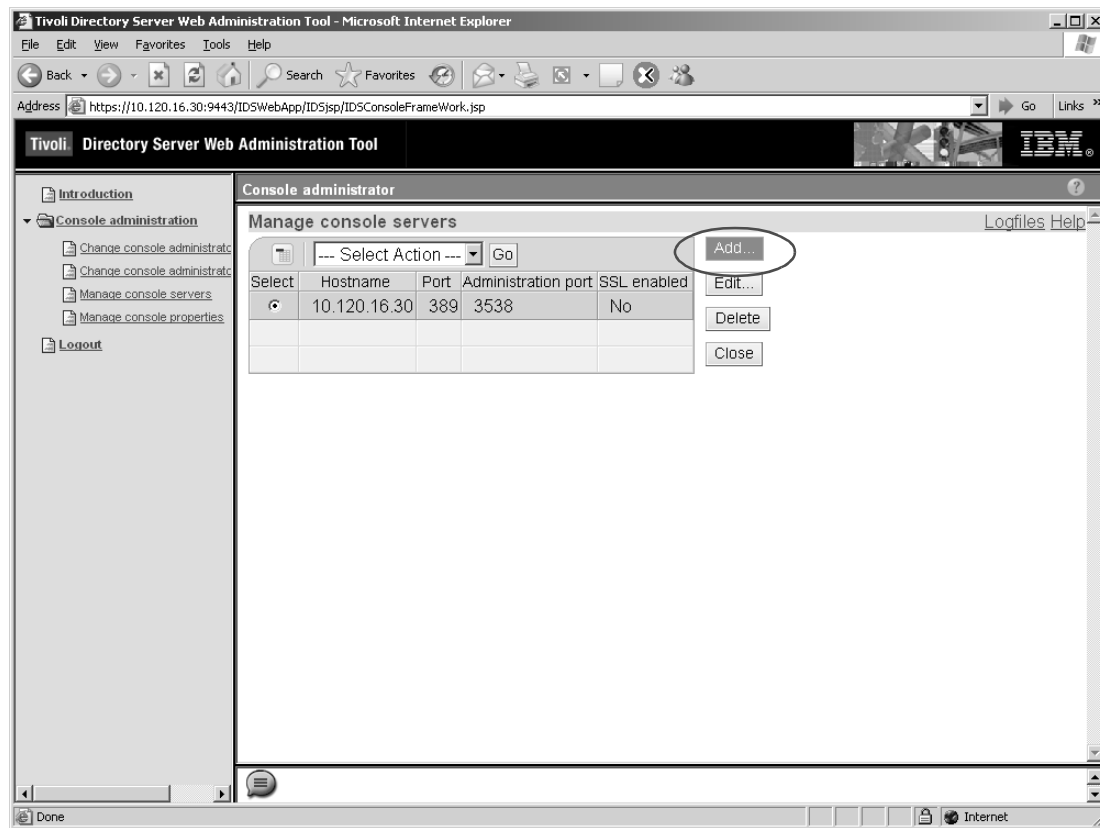 Tivoli Directory Server Web Administration Tool - Microsoft Internet Explorer
File Edit View Favorites Tools Help
Back Search Favorites
Address https://10.120.16.30:9443/IDSWebApp/IDSjsp/IDSConsoleFrameWork.jsp Go Links »
Tivoli. Directory Server Web Administration Tool IBM®
Introduction
Console administration
Change console administratc
Change console administratc
Manage console servers
Manage console properties
Logout
Console administrator ?
Manage console servers Logfiles Help
--- Select Action --- Go
Select Hostname Port Administration port SSL enabled
10.120.16.30 389 3538 No
Add...
Edit...
Delete
Close
Done Internet